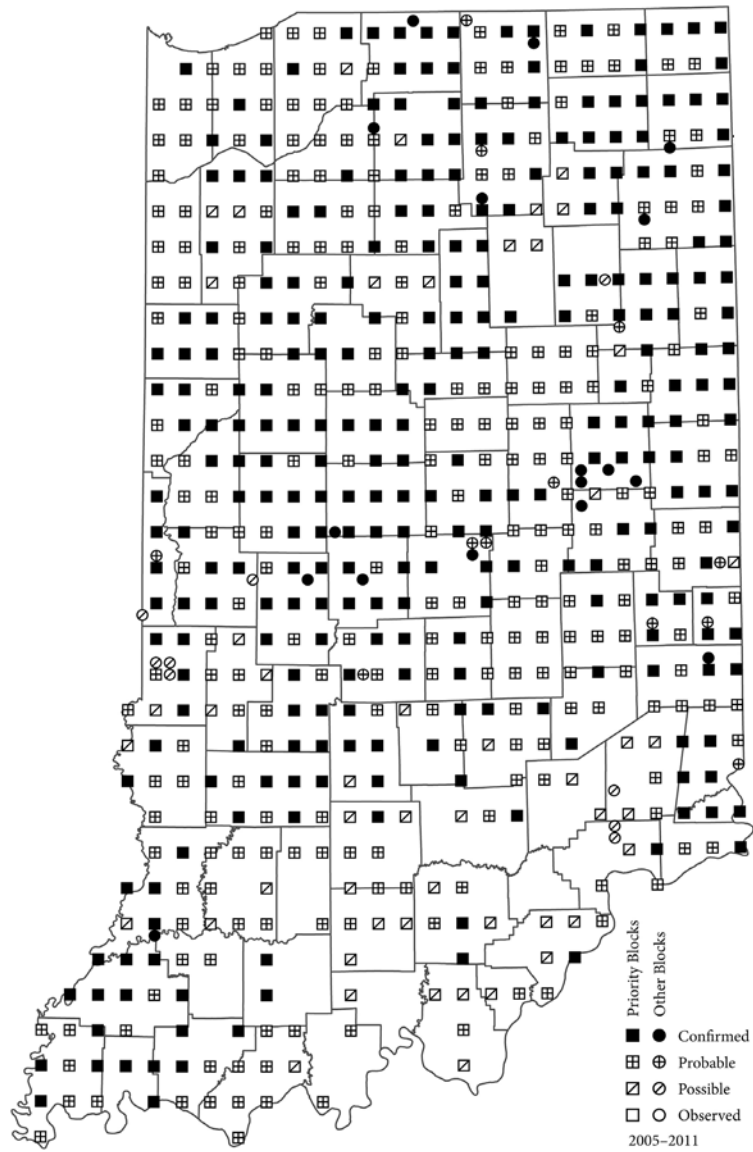 Priority Blocks
Other Blocks
Confirmed
Probable
Possible
Observed
2005–2011